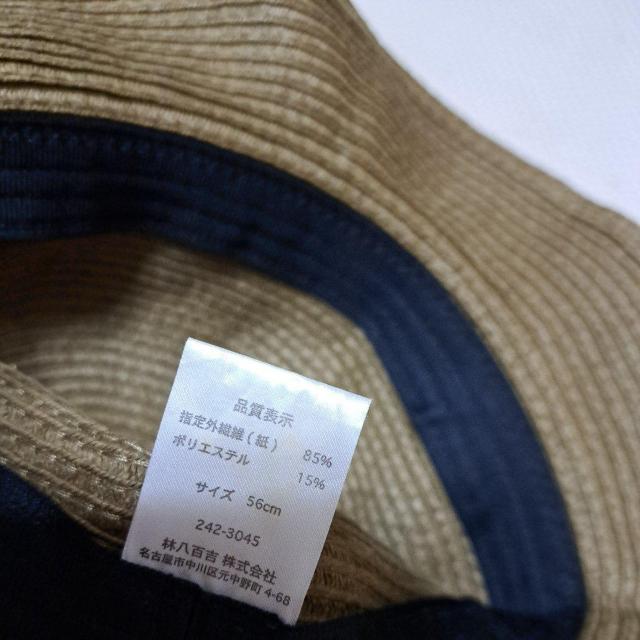 品質表示
指定外繊維(紙) 85%
ポリエステル 15%
サイズ 56cm
242-3045
林八百吉 株式会社
名古屋市中川区元中野町4-68